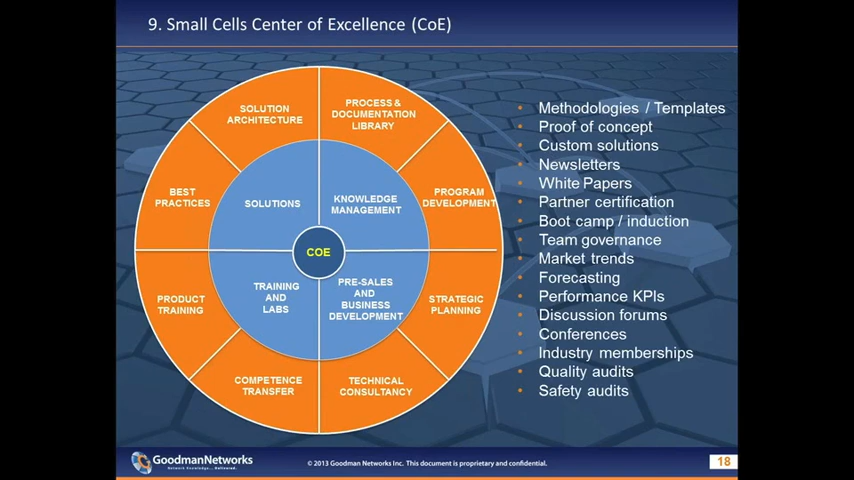 9. Small Cells Center of Excellence (CoE)
SOLUTION
ARCHITECTURE
PROCESS &
DOCUMENTATION
LIBRARY
BEST
PRACTICES
SOLUTIONS
KNOWLEDGE
MANAGEMENT
PROGRAM
DEVELOPMENT
COE
PRODUCT
TRAINING
TRAINING
AND
LABS
PRE-SALES
AND
BUSINESS
DEVELOPMENT
STRATEGIC
PLANNING
COMPETENCE
TRANSFER
TECHNICAL
CONSULTANCY
• Methodologies / Templates
• Proof of concept
• Custom solutions
• Newsletters
• White Papers
• Partner certification
• Boot camp / induction
• Team governance
• Market trends
• Forecasting
• Performance KPIs
• Discussion forums
• Conferences
• Industry memberships
• Quality audits
• Safety audits
GoodmanNetworks
Network Knowledge... Delivered.
© 2013 Goodman Networks Inc. This document is proprietary and confidential.
18